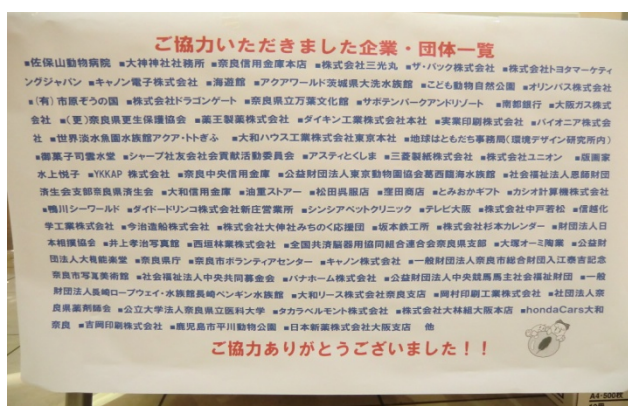 ご協力いただきました企業・団体一覧
■佐保山動物病院 ■大神神社社務所 ■奈良信用金庫本店 ■株式会社三光丸 ■ザ・パック株式会社 ■株式会社トヨタマーケティ
ングジャパン ■キャノン電子株式会社 ■海遊館 ■アクアワールド茨城県大洗水族館 ■こども動物自然公園 ■オリンパス株式会社
■(有)市原ぞうの国 ■株式会社ドラゴンゲート ■奈良県立万葉文化館 ■サボテンパークアンドリゾート ■南都銀行 ■大阪ガス株式
会社 ■(更)奈良県更生保護協会 ■薬王製薬株式会社 ■ダイキン工業株式会社本社 ■実業印刷株式会社 ■パイオニア株式会
社 ■世界淡水魚園水族館アクア・トトぎふ ■大和ハウス工業株式会社東京本社 ■地球はともだち事務局(環境デザイン研究所内)
■御菓子司雲水堂 ■シャープ社友会社会貢献活動委員会 ■アスティとくしま ■三菱製紙株式会社 ■株式会社ユニオン ■版画家
水上悦子 ■YKKAP 株式会社 ■奈良中央信用金庫 ■公益財団法人東京動物園協会葛西臨海水族館 ■社会福祉法人恩師財団
済生会支部奈良県済生会 ■大和信用金庫 ■油重ストアー ■松田呉服店 ■窪田商店 ■とみおかギフト ■カシオ計算機株式会社
■鴨川シーワールド ■ダイドードリンコ株式会社新庄営業所 ■シンシアペットクリニック ■テレビ大阪 ■株式会社中戸若松 ■信越化
学工業株式会社 ■今治造船株式会社 ■株式会社大伸社みちのく応援団 ■坂本鉄工所 ■株式会社杉本カレンダー ■財団法人日
本相撲協会 ■井上孝治写真館 ■西垣林業株式会社 ■全国共済脳器用協同組合連合会奈良県支部 ■大塚オーミ陶業 ■公益財
団法人大槻能楽堂 ■奈良県庁 ■奈良市ボランティアセンター ■キャノン株式会社 ■一般財団法人奈良市総合財団入江泰吉記念
奈良市写真美術館 ■社会福祉法人中央共同募金会 ■パナホーム株式会社 ■公益財団法人中央競馬馬主社会福祉財団 ■一般
財団法人長崎ロープウェイ・水族館長崎ペンギン水族館 ■大和リース株式会社奈良支店 ■岡村印刷工業株式会社 ■社団法人奈
良県薬剤師会 ■公立大学法人奈良県立医科大学 ■タカラベルモント株式会社 ■株式会社大林組大阪本店 ■hondaCars大和
奈良 ■吉岡印刷株式会社 ■鹿児島市平川動物公園 ■日本新薬株式会社大阪支店 他
ご協力ありがとうございました!!
A4-500枚